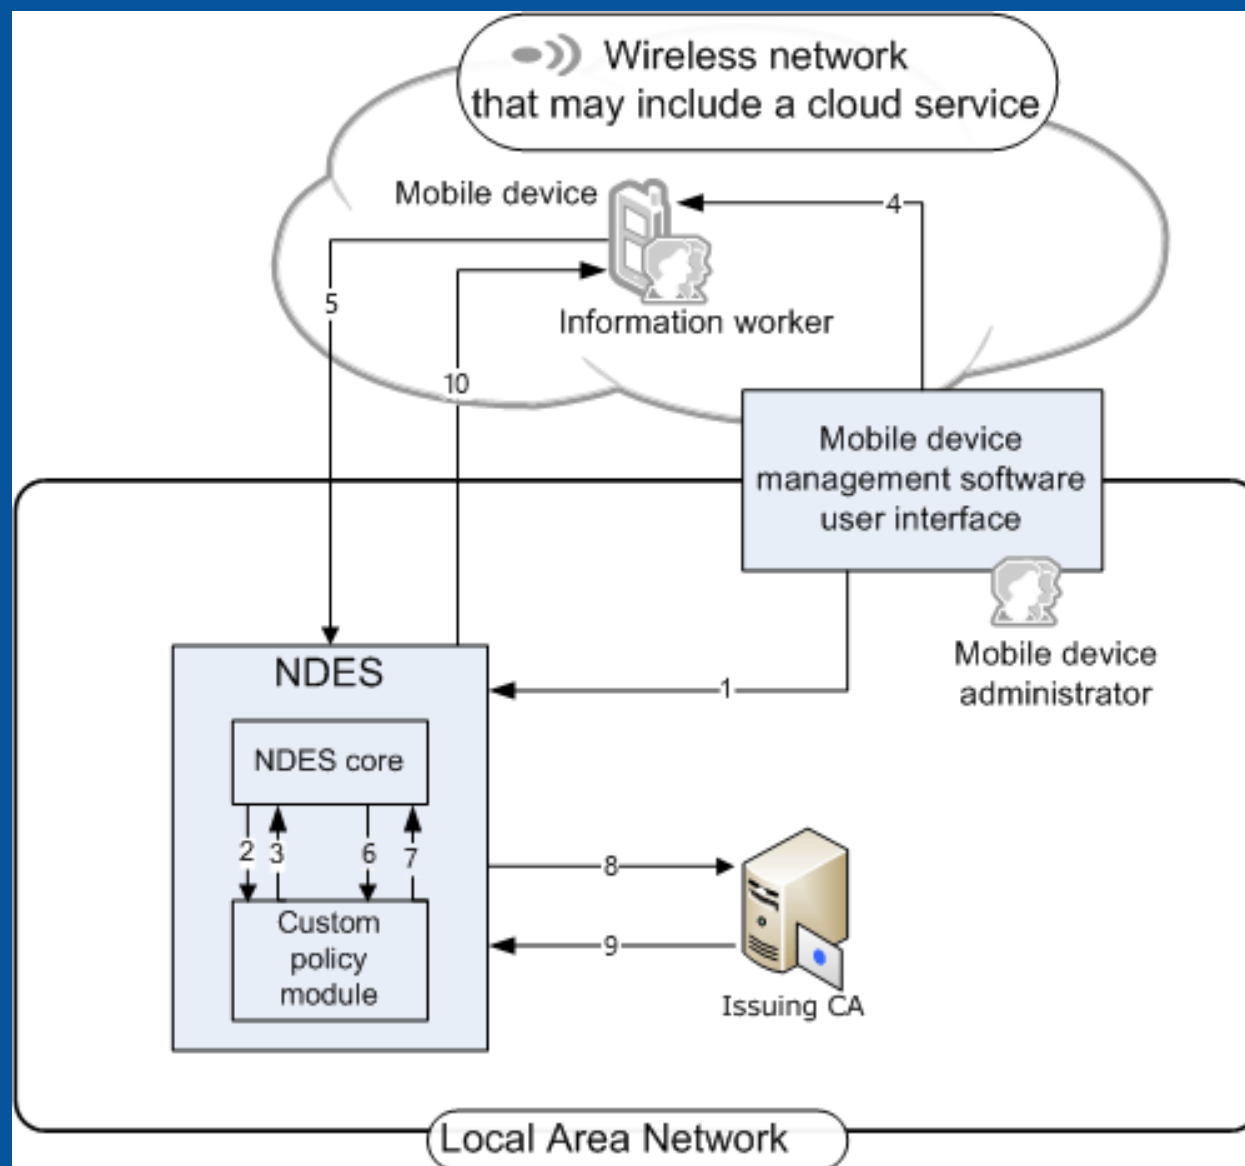 Wireless network
that may include a cloud service
Mobile device
4
5
Information worker
10
Mobile device
management software
user interface
Mobile device
administrator
NDES
1
NDES core
2
3
6
7
8
Custom
policy
module
9
Issuing CA
Local Area Network